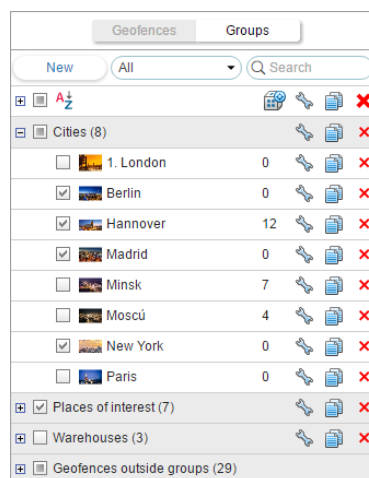 Geofences Groups
New All Search
AZ
Cities (8)
1. London 0
Berlin 0
Hannover 12
Madrid 0
Minsk 7
Moscú 4
New York 0
Paris 0
Places of interest (7)
Warehouses (3)
Geofences outside groups (29)